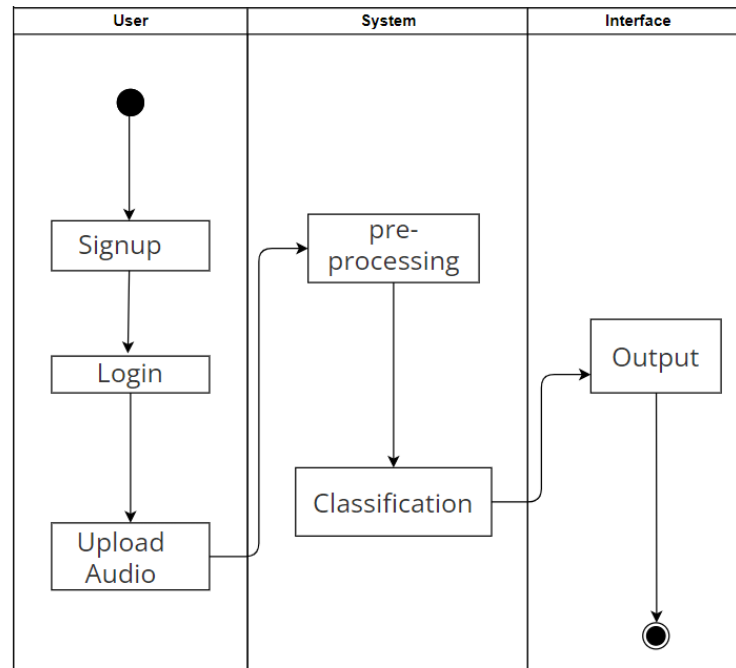 User
System
Interface
Signup
Login
Upload
Audio
pre-
processing
Classification
Output